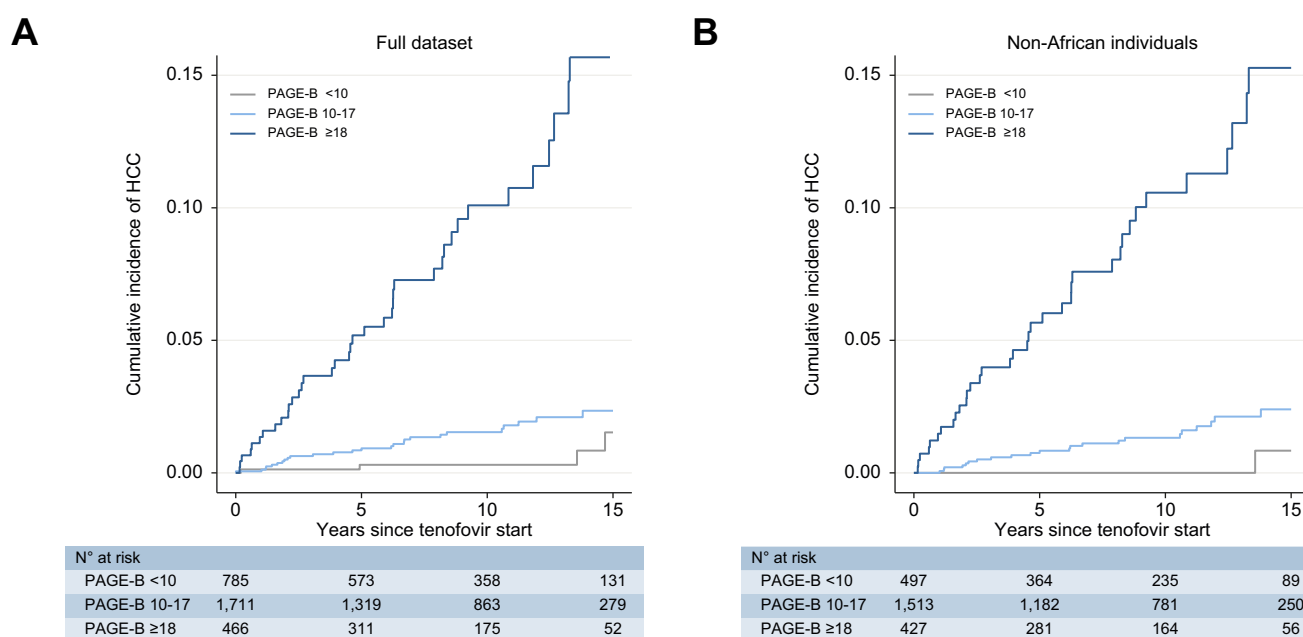 A
Full dataset
0.15
0.10
0.05
0.00
Cumulative incidence of HCC
PAGE-B <10
PAGE-B 10-17
PAGE-B ≥18
0 5 10 15
Years since tenofovir start
N° at risk
PAGE-B <10 785 573 358 131
PAGE-B 10-17 1,711 1,319 863 279
PAGE-B ≥18 466 311 175 52
B
Non-African individuals
0.15
0.10
0.05
0.00
Cumulative incidence of HCC
PAGE-B <10
PAGE-B 10-17
PAGE-B ≥18
0 5 10 15
Years since tenofovir start
N° at risk
PAGE-B <10 497 364 235 89
PAGE-B 10-17 1,513 1,182 781 250
PAGE-B ≥18 427 281 164 56